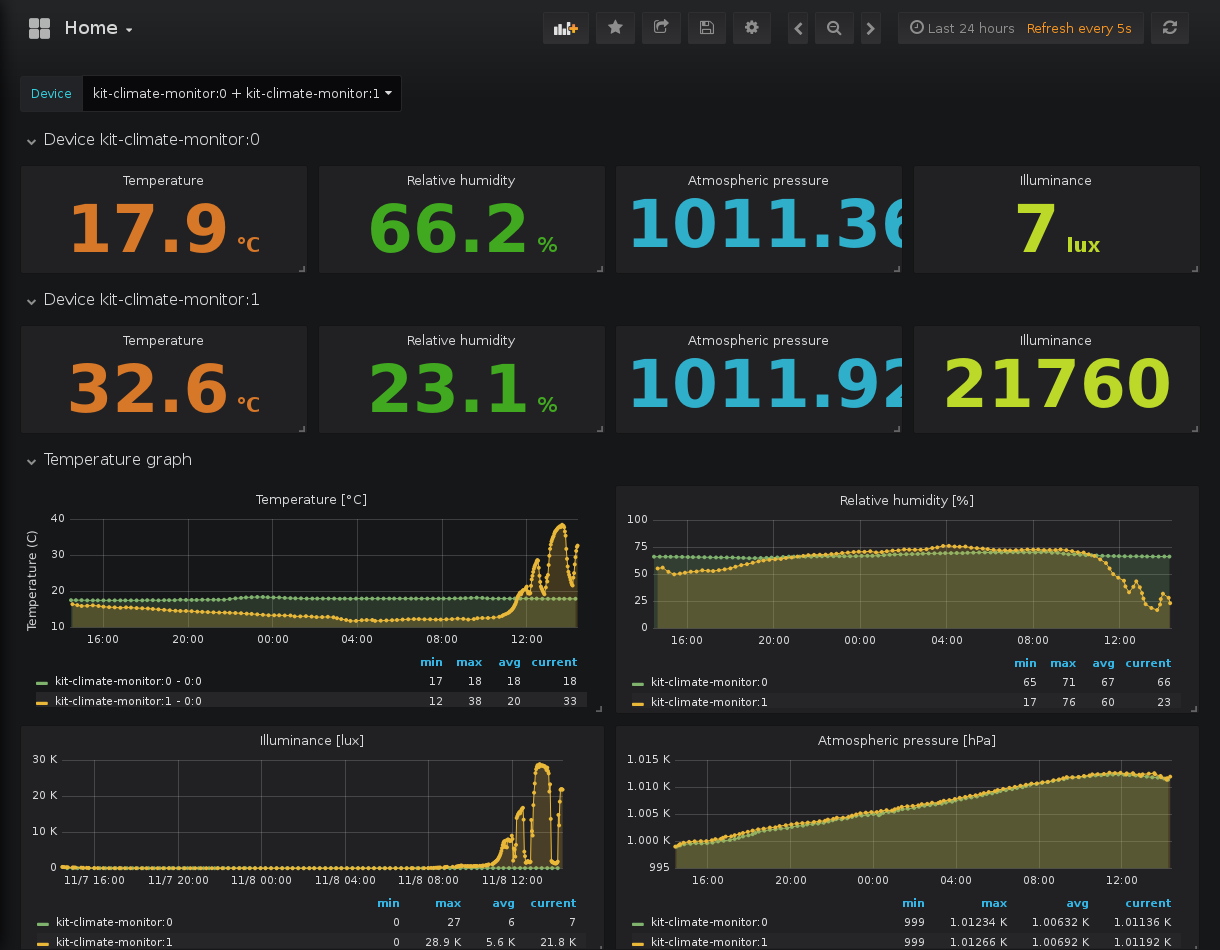 Home
Last 24 hours Refresh every 5s
Device kit-climate-monitor:0 + kit-climate-monitor:1
Device kit-climate-monitor:0
Temperature Relative humidity Atmospheric pressure Illuminance
17.9 °C 66.2 % 1011.36 7 lux
Device kit-climate-monitor:1
Temperature Relative humidity Atmospheric pressure Illuminance
32.6 °C 23.1 % 1011.92 21760
Temperature graph
Temperature [°C]
Temperature (C)
40
30
20
10
16:00 20:00 00:00 04:00 08:00 12:00
min max avg current
kit-climate-monitor:0 - 0:0 17 18 18 18
kit-climate-monitor:1 - 0:0 12 38 20 33
Relative humidity [%]
100
75
50
25
0
16:00 20:00 00:00 04:00 08:00 12:00
min max avg current
kit-climate-monitor:0 65 71 67 66
kit-climate-monitor:1 17 76 60 23
Illuminance [lux]
30 K
20 K
10 K
0
11/7 16:00 11/7 20:00 11/8 00:00 11/8 04:00 11/8 08:00 11/8 12:00
min max avg current
kit-climate-monitor:0 0 27 6 7
kit-climate-monitor:1 0 28.9 K 5.6 K 21.8 K
Atmospheric pressure [hPa]
1.015 K
1.010 K
1.005 K
1.000 K
995
16:00 20:00 00:00 04:00 08:00 12:00
min max avg current
kit-climate-monitor:0 999 1.01234 K 1.00632 K 1.01136 K
kit-climate-monitor:1 999 1.01266 K 1.00692 K 1.01192 K